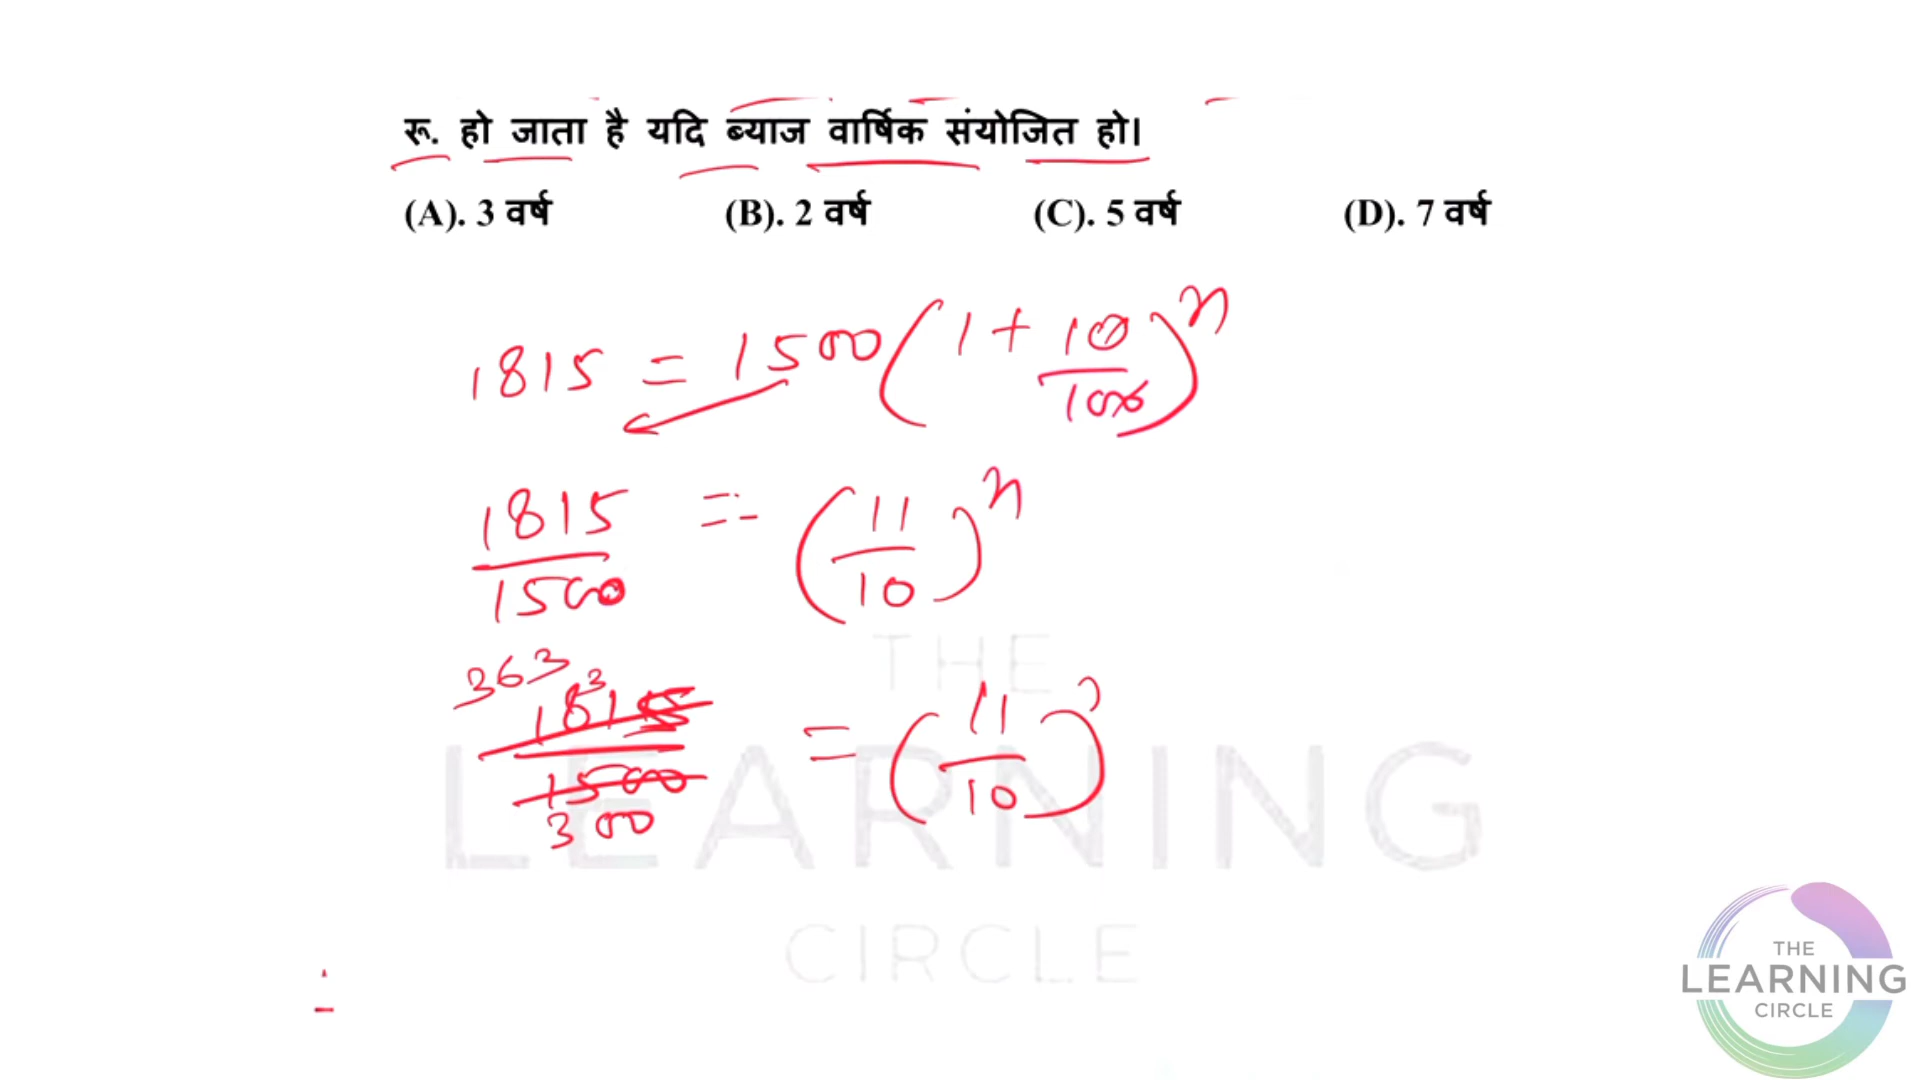 रू. हो जाता है यदि ब्याज वार्षिक संयोजित हो।
(A). 3 वर्ष (B). 2 वर्ष (C). 5 वर्ष (D). 7 वर्ष
1815 = 1500 (1 + 10/100)^n
1815/1500 = (11/10)^n
363
1815/1500 = (11/10)
300
THE
LEARNING
CIRCLE
THE
LEARNING
CIRCLE